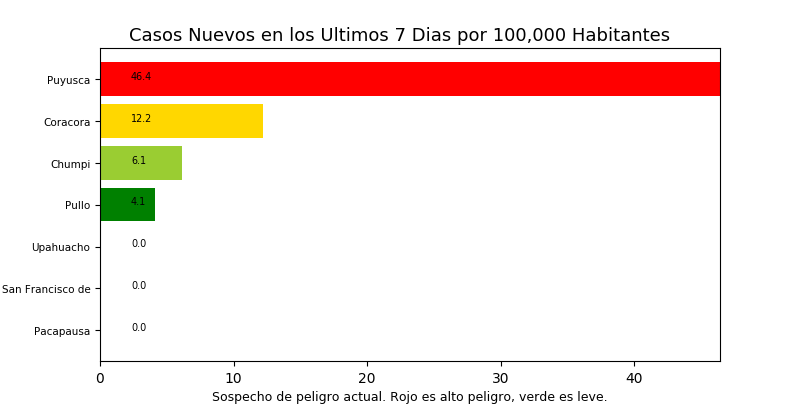 Casos Nuevos en los Ultimos 7 Dias por 100,000 Habitantes
Puyusca 46.4
Coracora 12.2
Chumpi 6.1
Pullo 4.1
Upahuacho 0.0
San Francisco de 0.0
Pacapausa 0.0
0 10 20 30 40
Sospecho de peligro actual. Rojo es alto peligro, verde es leve.